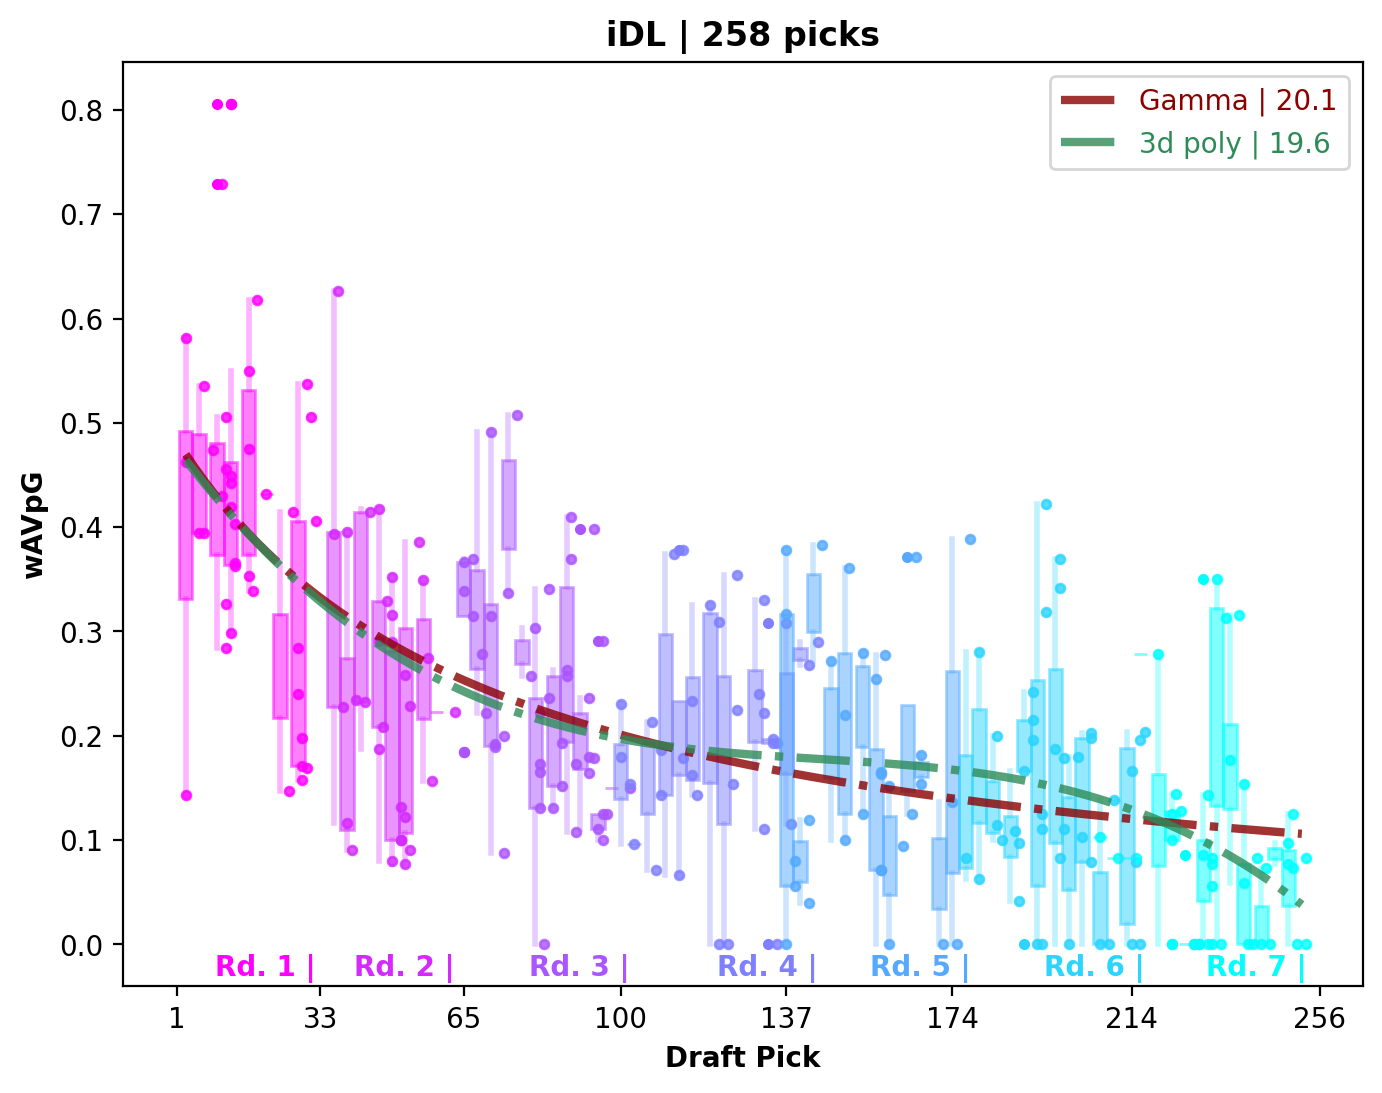 iDL | 258 picks
Gamma | 20.1
3d poly | 19.6
wAVpG
0.8
0.7
0.6
0.5
0.4
0.3
0.2
0.1
0.0
Rd. 1 | Rd. 2 | Rd. 3 | Rd. 4 | Rd. 5 | Rd. 6 | Rd. 7 |
1 33 65 100 137 174 214 256
Draft Pick